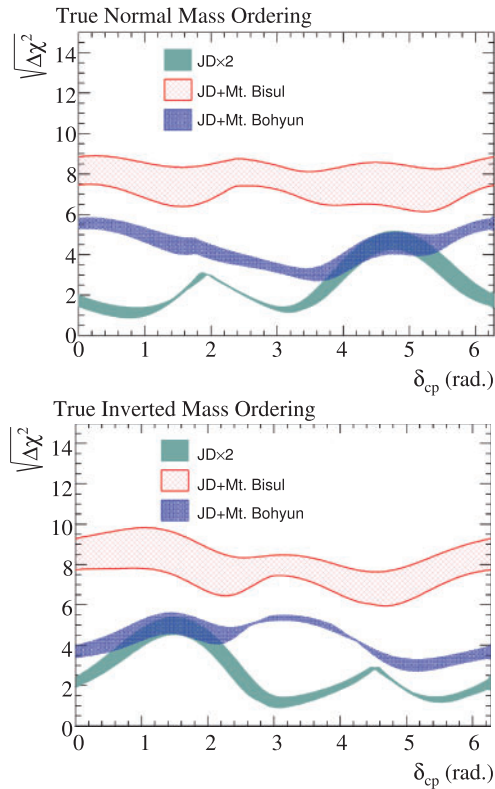 True Normal Mass Ordering
√Δχ²
14
12
10
8
6
4
2
0
JD×2
JD+Mt. Bisul
JD+Mt. Bohyun
0 1 2 3 4 5 6
δcp (rad.)
True Inverted Mass Ordering
√Δχ²
14
12
10
8
6
4
2
0
JD×2
JD+Mt. Bisul
JD+Mt. Bohyun
0 1 2 3 4 5 6
δcp (rad.)